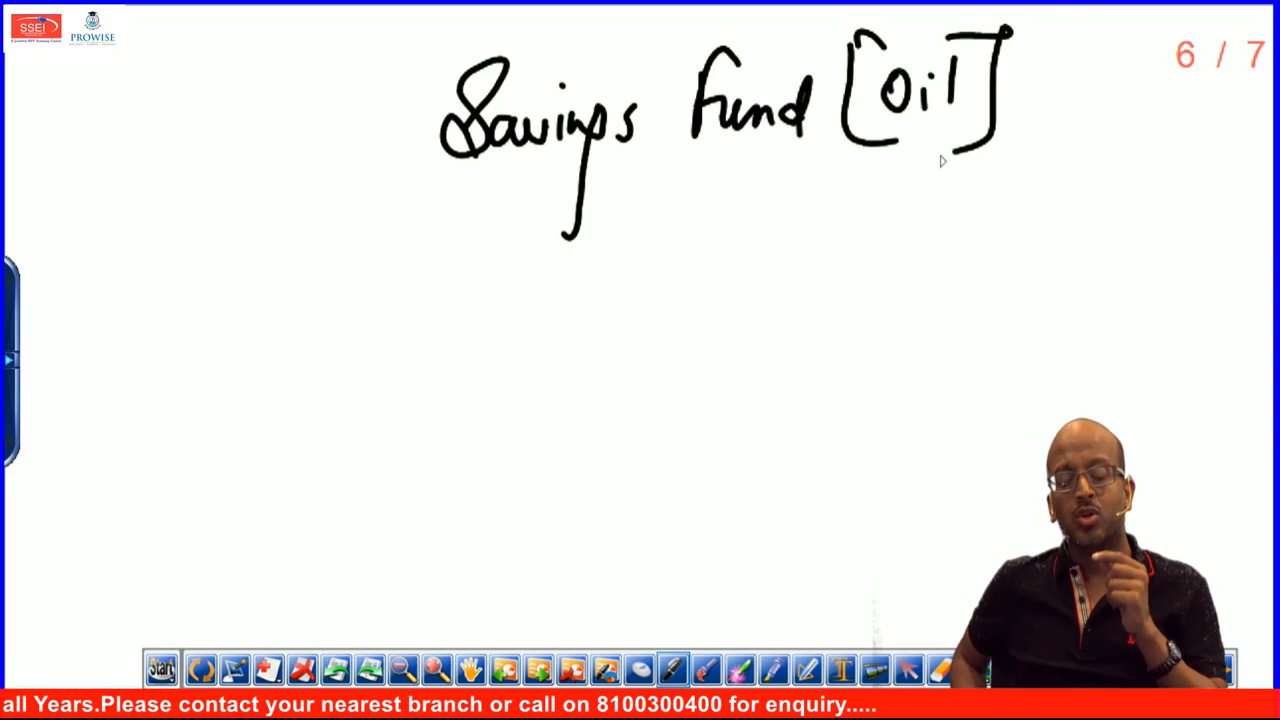 SSEI
PROWISE
6 / 7
Savings Fund [Oil]
Start
all Years.Please contact your nearest branch or call on 8100300400 for enquiry.....